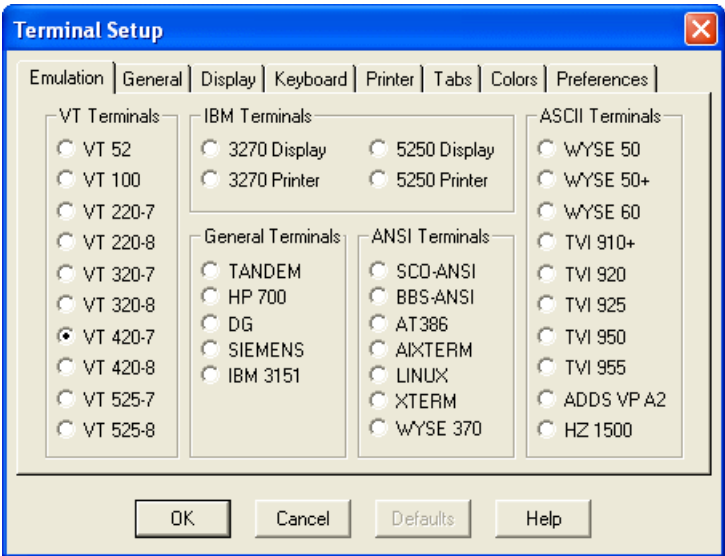 Terminal Setup
Emulation General Display Keyboard Printer Tabs Colors Preferences
VT Terminals
VT 52
VT 100
VT 220-7
VT 220-8
VT 320-7
VT 320-8
VT 420-7
VT 420-8
VT 525-7
VT 525-8
IBM Terminals
3270 Display 5250 Display
3270 Printer 5250 Printer
General Terminals
TANDEM
HP 700
DG
SIEMENS
IBM 3151
ANSI Terminals
SCO-ANSI
BBS-ANSI
AT386
AIXTERM
LINUX
XTERM
WYSE 370
ASCII Terminals
WYSE 50
WYSE 50+
WYSE 60
TVI 910+
TVI 920
TVI 925
TVI 950
TVI 955
ADDS VP A2
HZ 1500
OK Cancel Defaults Help